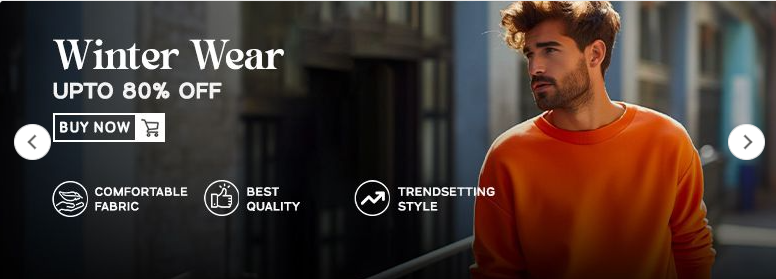 Winter Wear
UPTO 80% OFF
BUY NOW
COMFORTABLE
FABRIC
BEST
QUALITY
TRENDSETTING
STYLE